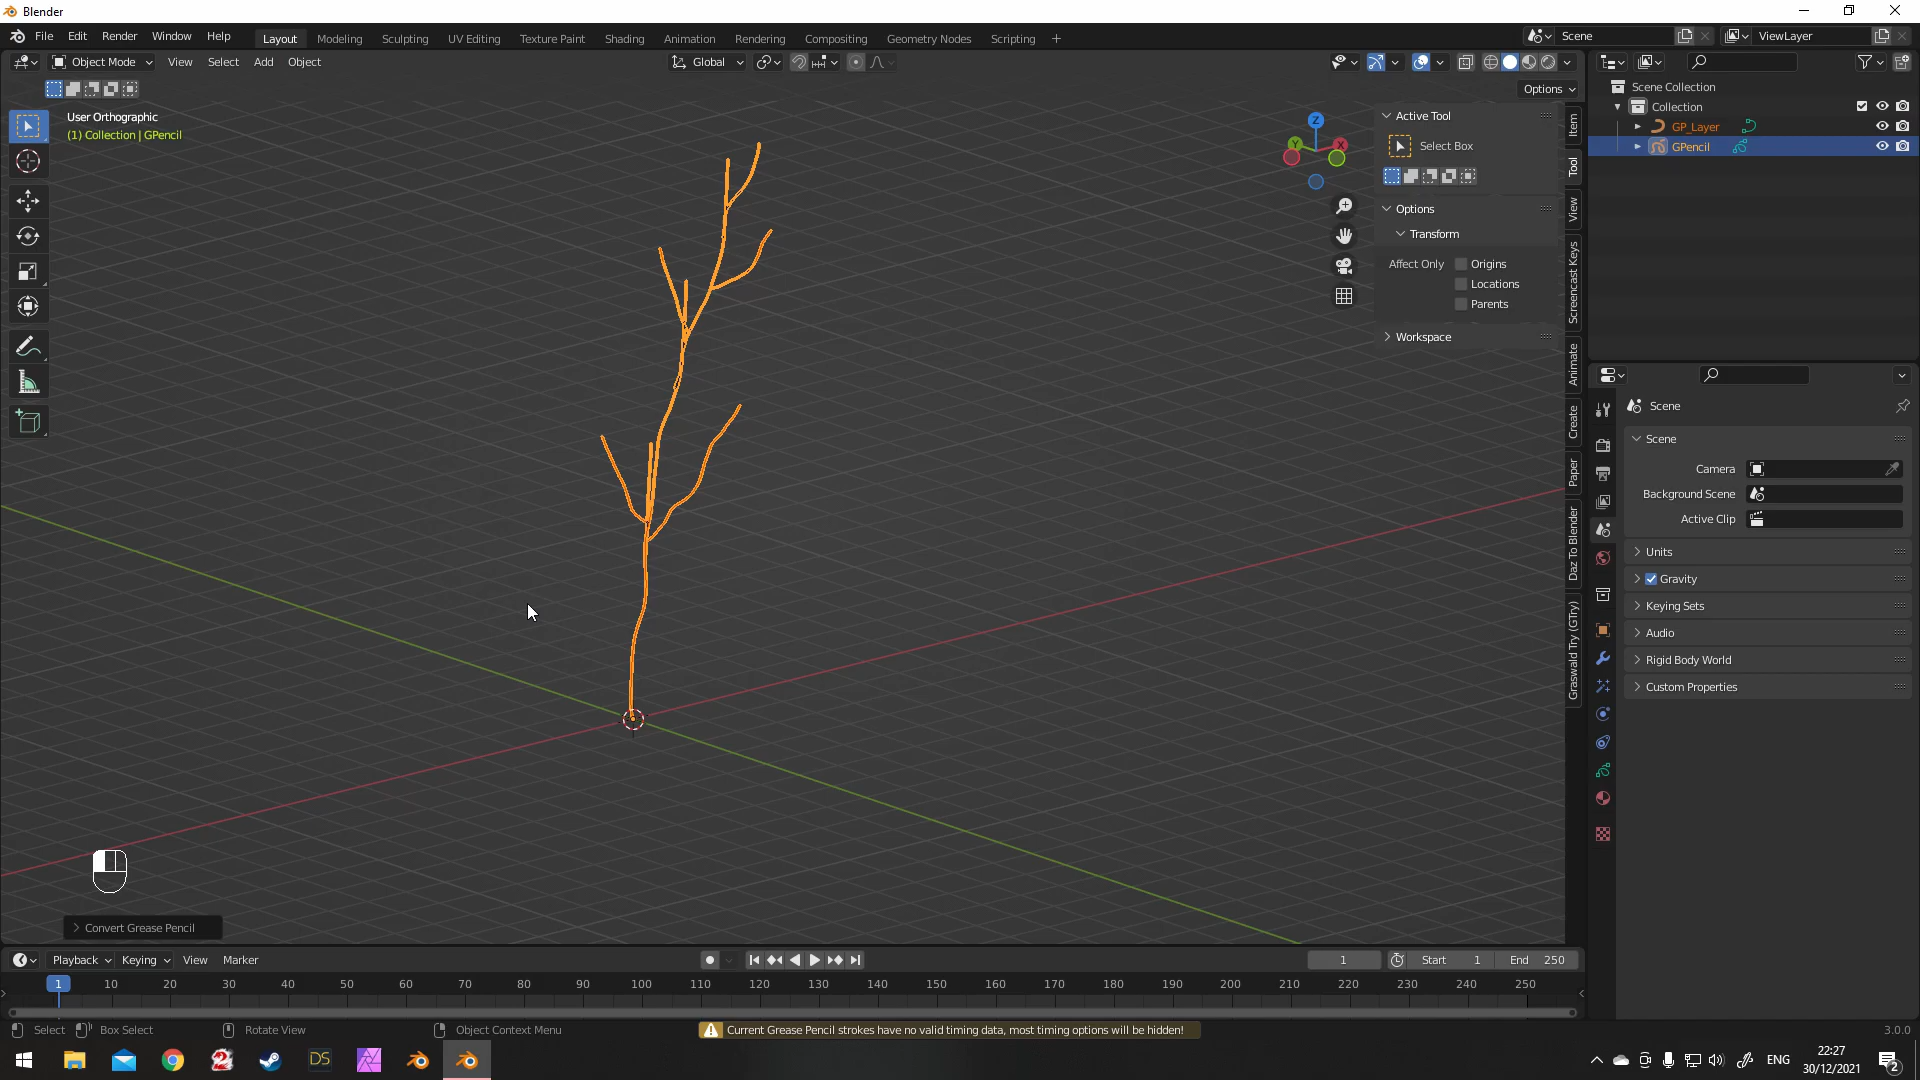 Blender
File Edit Render Window Help
Layout Modeling Sculpting UV Editing Texture Paint Shading Animation Rendering Compositing Geometry Nodes Scripting
Scene
ViewLayer
Object Mode View Select Add Object
Global
Options
User Orthographic
(1) Collection | GPencil
Active Tool
Select Box
Options
Transform
Affect Only Origins
Locations
Parents
Workspace
Item
Tool
View
Screencast Keys
Animate
Create
Paper
Daz To Blender
Graswald Try (GTry)
Scene Collection
Collection
GP_Layer
GPencil
Scene
Scene
Camera
Background Scene
Active Clip
Units
Gravity
Keying Sets
Audio
Rigid Body World
Custom Properties
Z
Y
X
Convert Grease Pencil
Playback Keying View Marker
1 Start 1 End 250
1 10 20 30 40 50 60 70 80 90 100 110 120 130 140 150 160 170 180 190 200 210 220 230 240 250
Select Box Select Rotate View Object Context Menu
Current Grease Pencil strokes have no valid timing data, most timing options will be hidden!
3.0.0
DS
ENG
22:27
30/12/2021
2